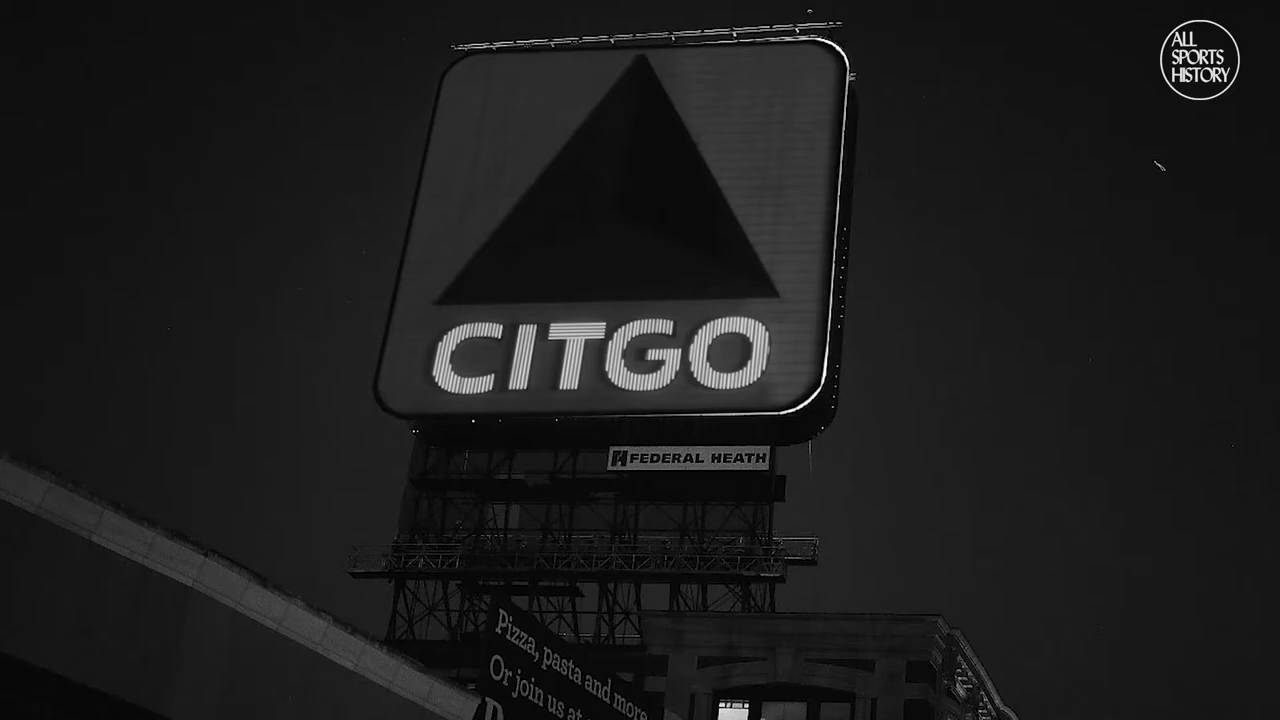 ALL
SPORTS
HISTORY
CITGO
FEDERAL HEATH
Pizza, pasta and more
Or join us at